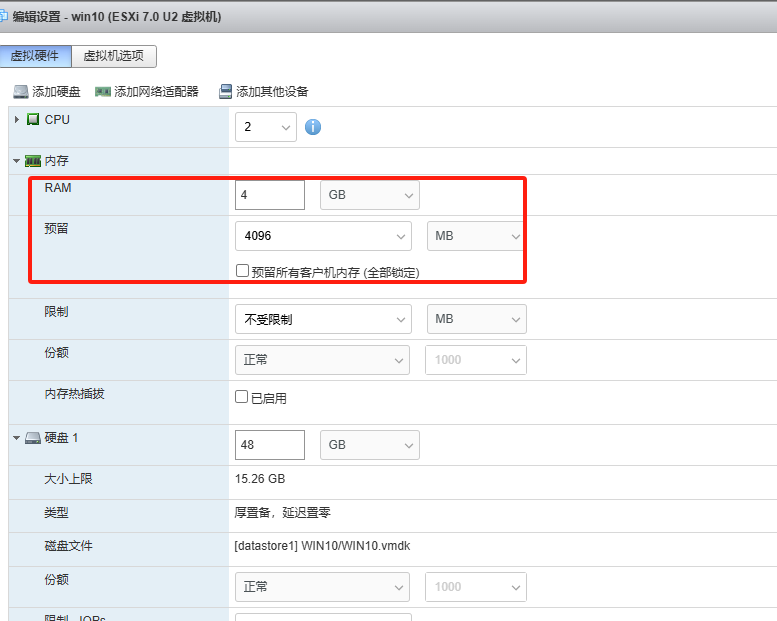 编辑设置 - win10 (ESXi 7.0 U2 虚拟机)
虚拟硬件 虚拟机选项
添加硬盘 添加网络适配器 添加其他设备
CPU 2
内存
RAM 4 GB
预留 4096 MB
预留所有客户机内存 (全部锁定)
限制 不受限制 MB
份额 正常 1000
内存热插拔 已启用
硬盘 1 48 GB
大小上限 15.26 GB
类型 厚置备，延迟置零
磁盘文件 [datastore1] WIN10/WIN10.vmdk
份额 正常 1000
限制 - IOPs